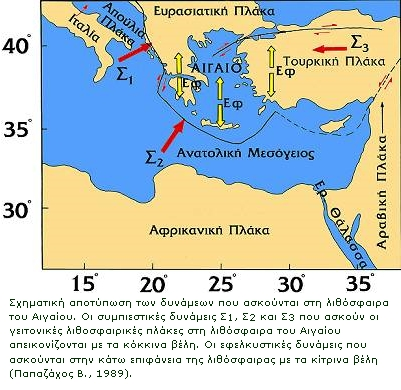 Ευρασιατική Πλάκα
Απούλια
Πλάκα
Ιταλία
40°
Σ1
ΑΙΓΑΙΟ
Εφ
Εφ
Εφ
Σ3
Τουρκική Πλάκα
35°
Σ2
Ανατολική Μεσόγειος
Αραβική Πλάκα
30°
Αφρικανική Πλάκα
Ερ. Θάλασσα
15° 20° 25° 30° 35°
Σχηματική αποτύπωση των δυνάμεων που ασκούνται στη λιθόσφαιρα
του Αιγαίου. Οι συμπιεστικές δυνάμεις Σ1, Σ2 και Σ3 που ασκούν οι
γειτονικές λιθοσφαιρικές πλάκες στη λιθόσφαιρα του Αιγαίου
απεικονίζονται με τα κόκκινα βέλη. Οι εφελκυστικές δυνάμεις που
ασκούνται στην κάτω επιφάνεια της λιθόσφαιρας με τα κίτρινα βέλη
(Παπαζάχος Β., 1989).